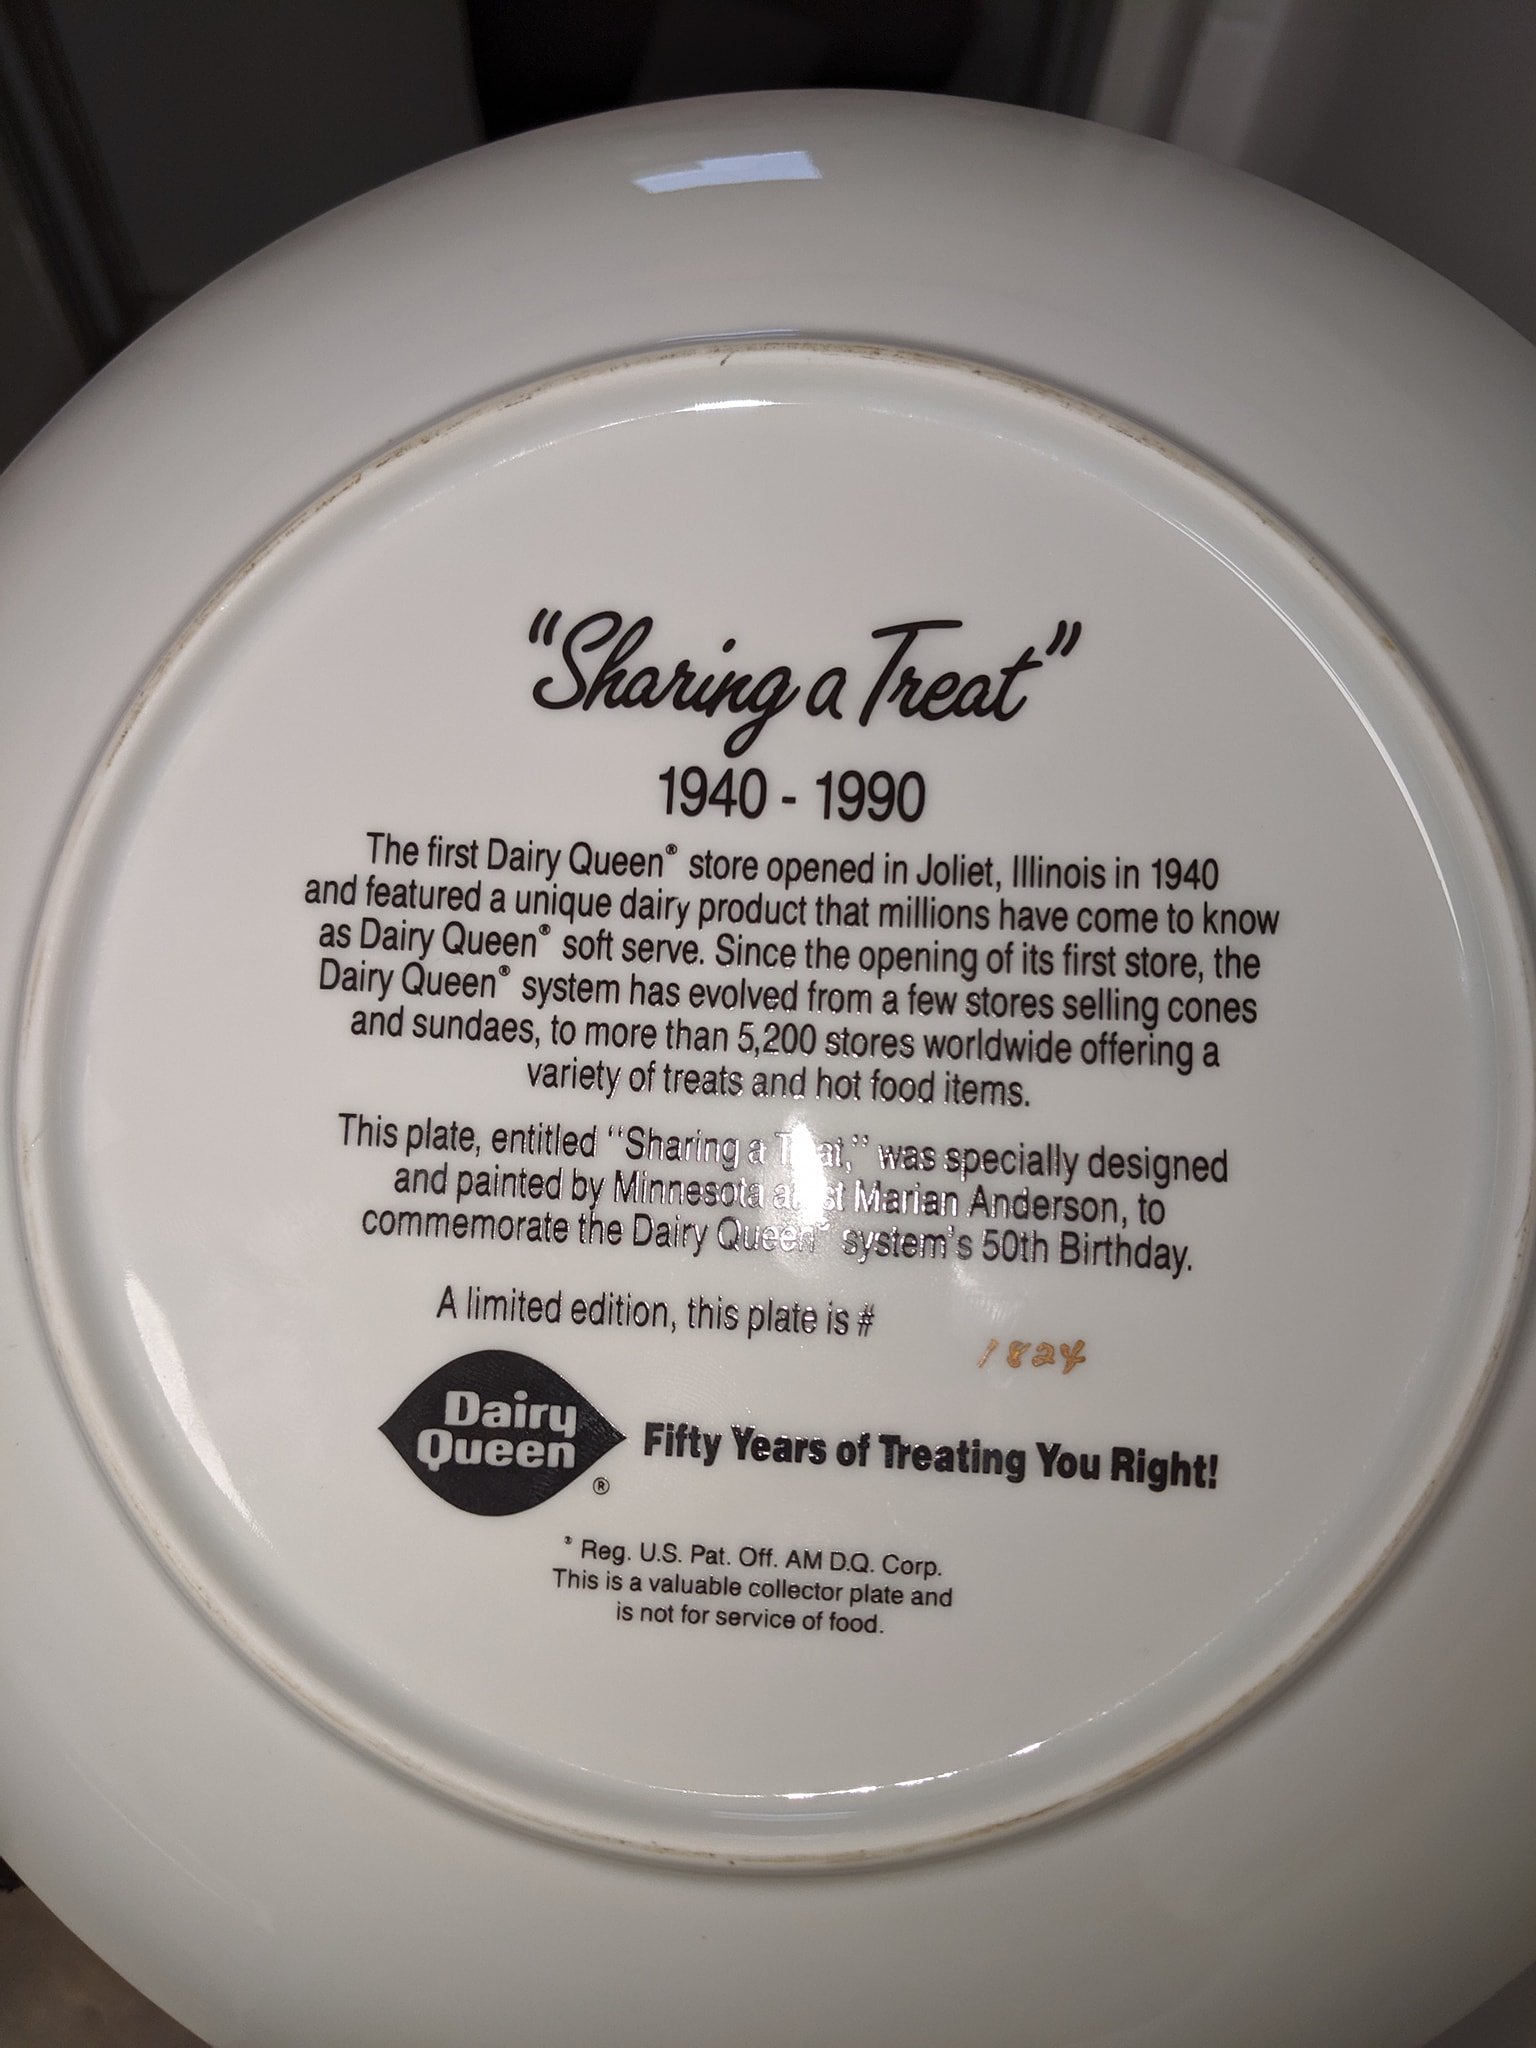 "Sharing a Treat"
1940 - 1990
The first Dairy Queen® store opened in Joliet, Illinois in 1940
and featured a unique dairy product that millions have come to know
as Dairy Queen® soft serve. Since the opening of its first store, the
Dairy Queen® system has evolved from a few stores selling cones
and sundaes, to more than 5,200 stores worldwide offering a
variety of treats and hot food items.
This plate, entitled "Sharing a Treat," was specially designed
and painted by Minnesota artist Marian Anderson, to
commemorate the Dairy Queen® system's 50th Birthday.
A limited edition, this plate is #
1824
Dairy
Queen ®
Fifty Years of Treating You Right!
® Reg. U.S. Pat. Off. AM D.Q. Corp.
This is a valuable collector plate and
is not for service of food.